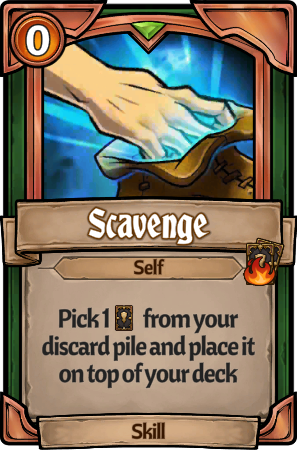 0
Scavenge
Self
Pick 1 from your
discard pile and place it
on top of your deck
Skill